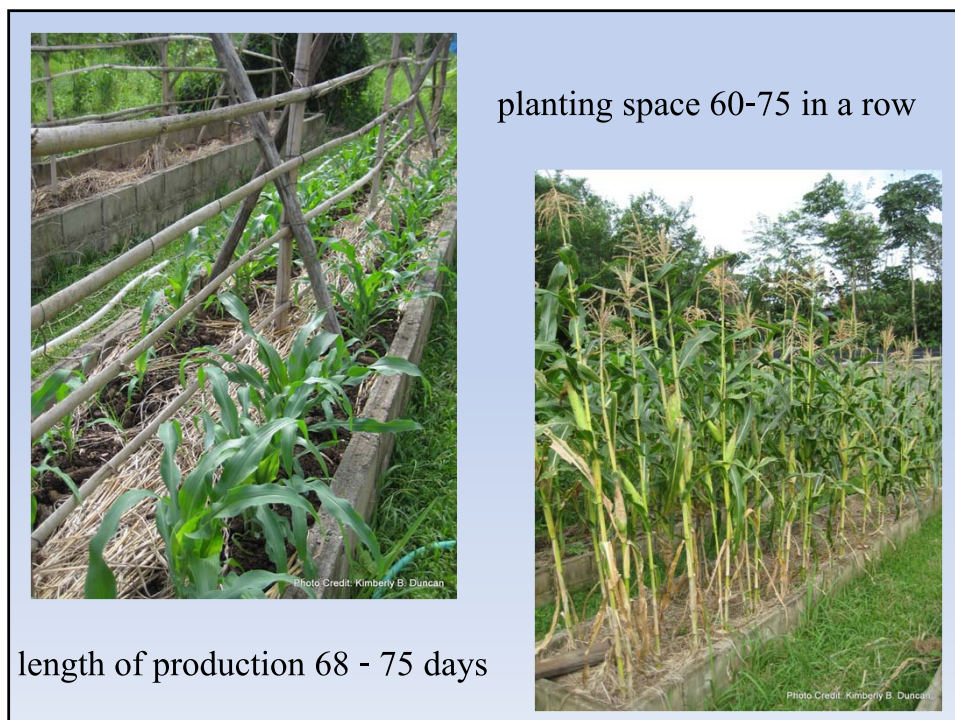 planting space 60-75 in a row
Photo Credit: Kimberly B. Duncan
length of production 68 - 75 days
Photo Credit: Kimberly B. Duncan